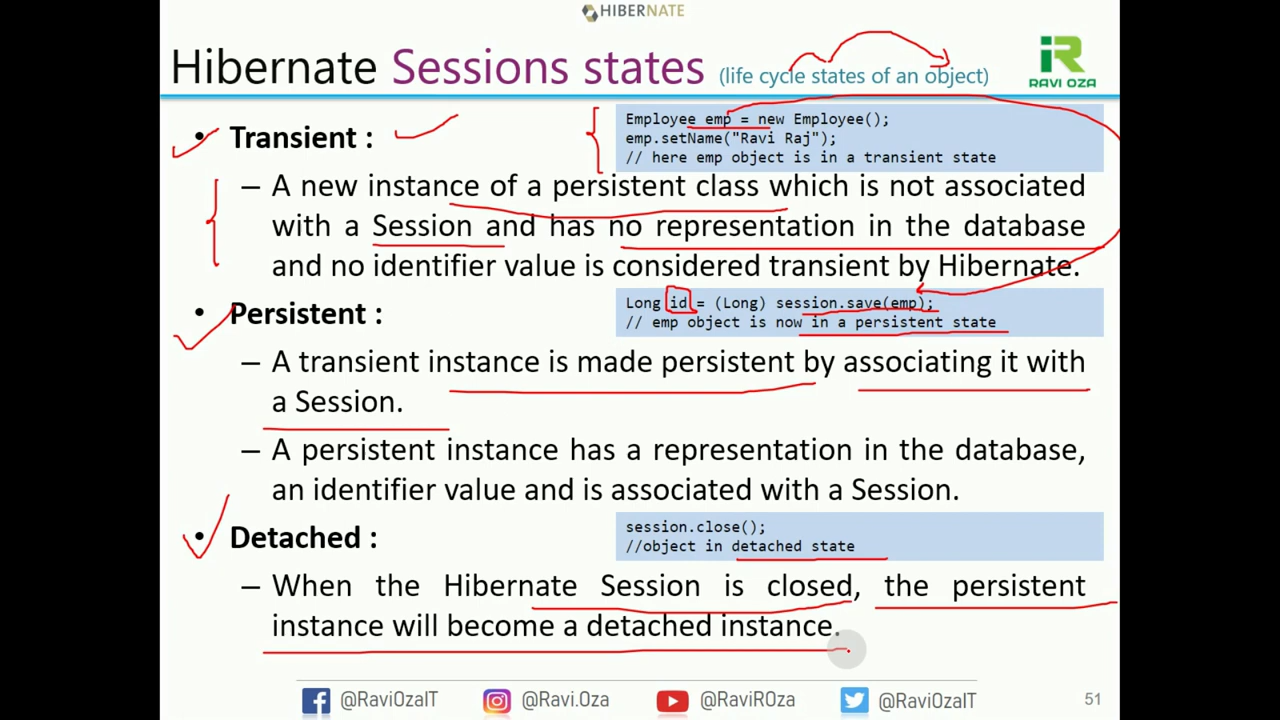 HIBERNATE
Hibernate Sessions states (life cycle states of an object)
iR
RAVI OZA
• Transient :
Employee emp = new Employee();
emp.setName("Ravi Raj");
// here emp object is in a transient state
– A new instance of a persistent class which is not associated
with a Session and has no representation in the database
and no identifier value is considered transient by Hibernate.
• Persistent :
Long id = (Long) session.save(emp);
// emp object is now in a persistent state
– A transient instance is made persistent by associating it with
a Session.
– A persistent instance has a representation in the database,
an identifier value and is associated with a Session.
• Detached :
session.close();
//object in detached state
– When the Hibernate Session is closed, the persistent
instance will become a detached instance.
@RaviOzaIT @Ravi.Oza @RaviROza @RaviOzaIT 51